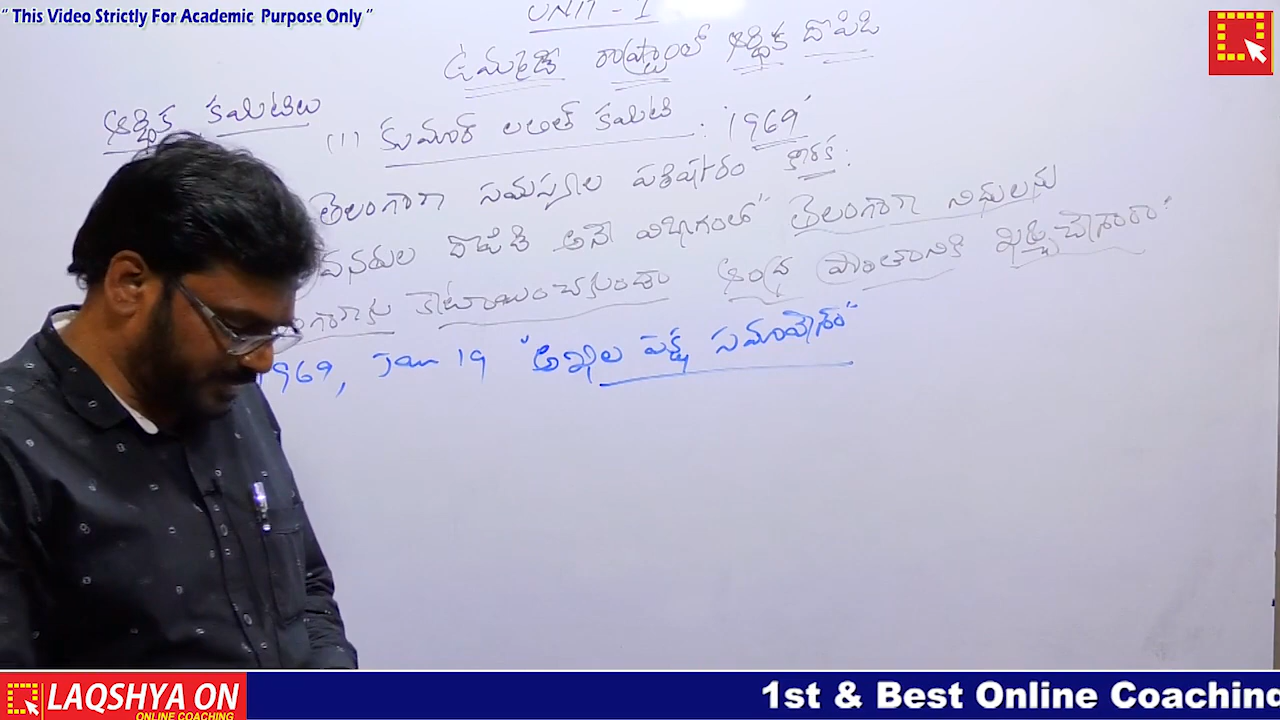 “ This Video Strictly For Academic Purpose Only ”
UNIT - I
ఉమ్మడి రాష్ట్రంలో ఆర్థిక దోపిడి
ఆర్థిక కమిటీలు
(1) కుమార్ లలిత్ కమిటి : '1969'
తెలంగాణ సమస్యల పరిష్కారం కొరకు :
వనరుల దోపిడి అనే విభాగంలో "తెలంగాణ నిధులను
కేటాయించకుండా ఆంధ్ర ప్రాంతానికి ఖర్చుచేశారా"
1969, Jan 19 "అఖిల పక్ష సమావేశం"
LAQSHYA ON
ONLINE COACHING
1st & Best Online Coaching